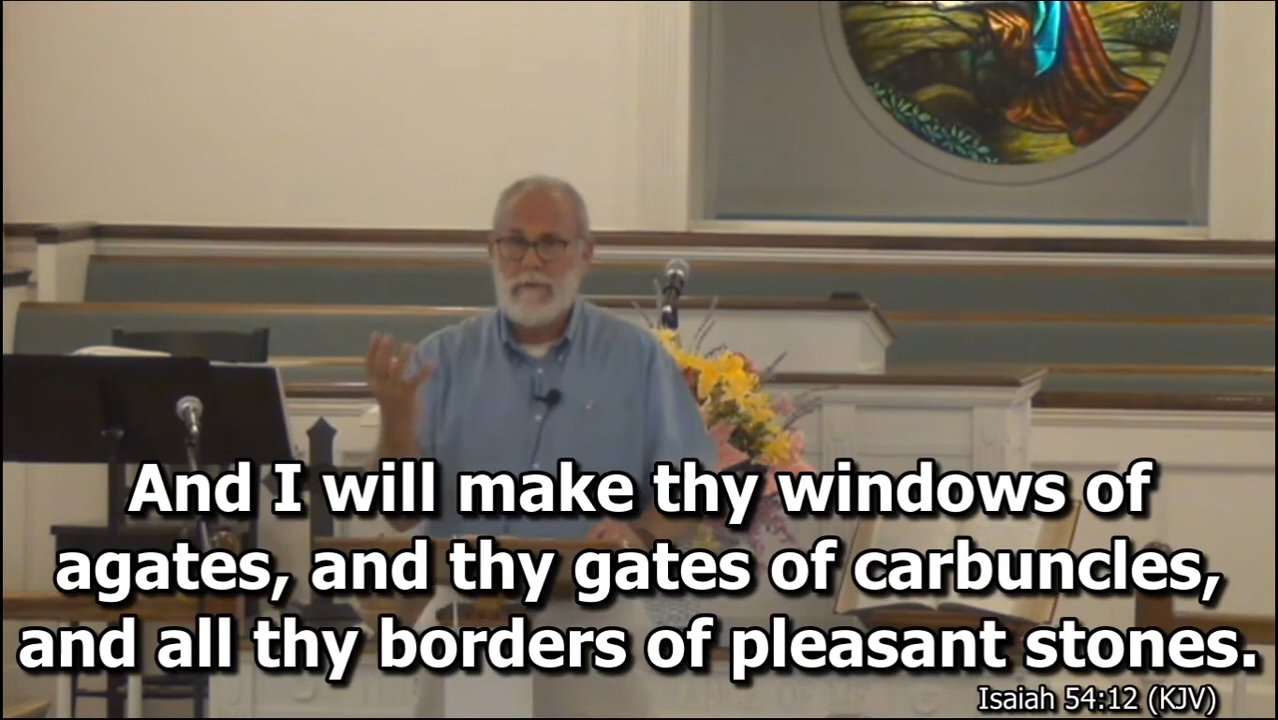 And I will make thy windows of
agates, and thy gates of carbuncles,
and all thy borders of pleasant stones.
Isaiah 54:12 (KJV)